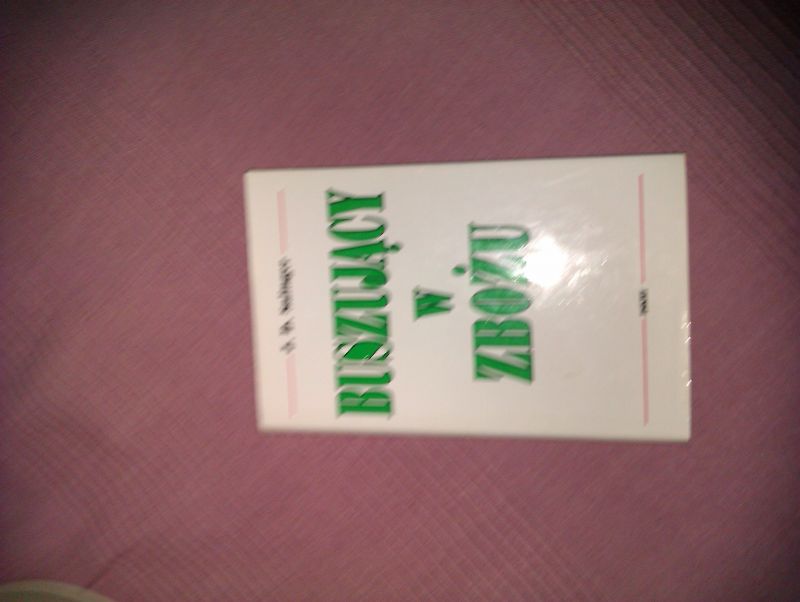 J. D. Salinger
BUSZUJĄCY
W
ZBOŻU